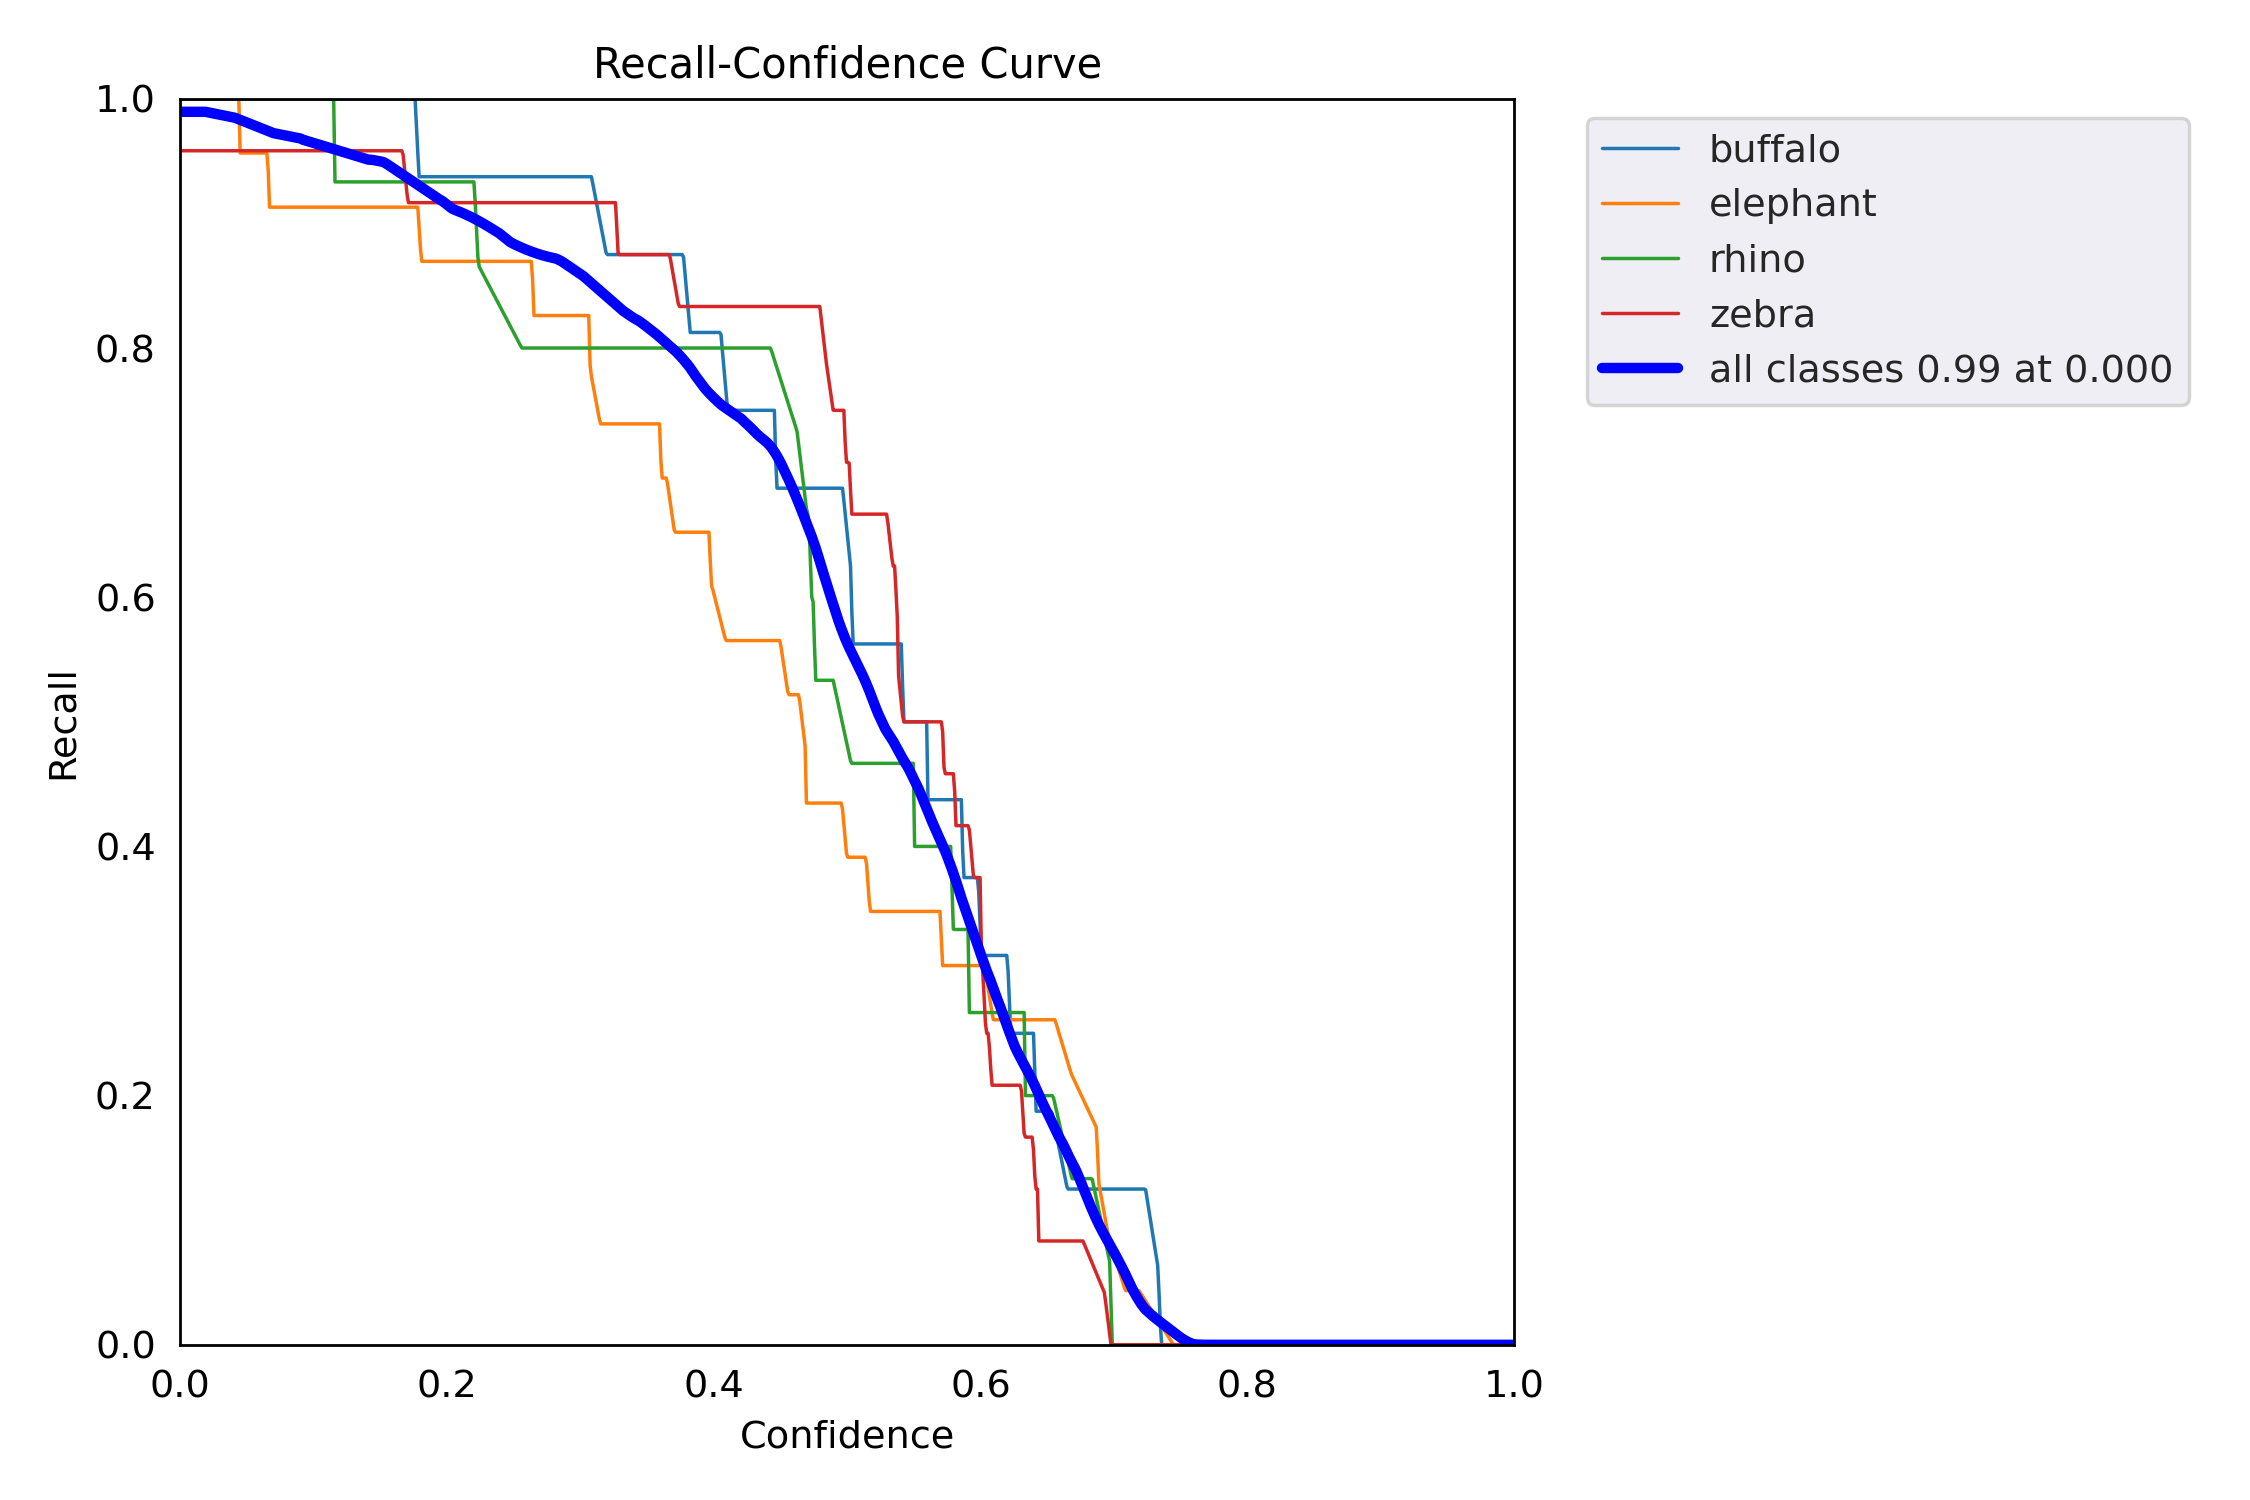 Recall-Confidence Curve
1.0
0.8
0.6
0.4
0.2
0.0
Recall
0.0 0.2 0.4 0.6 0.8 1.0
Confidence
buffalo
elephant
rhino
zebra
all classes 0.99 at 0.000